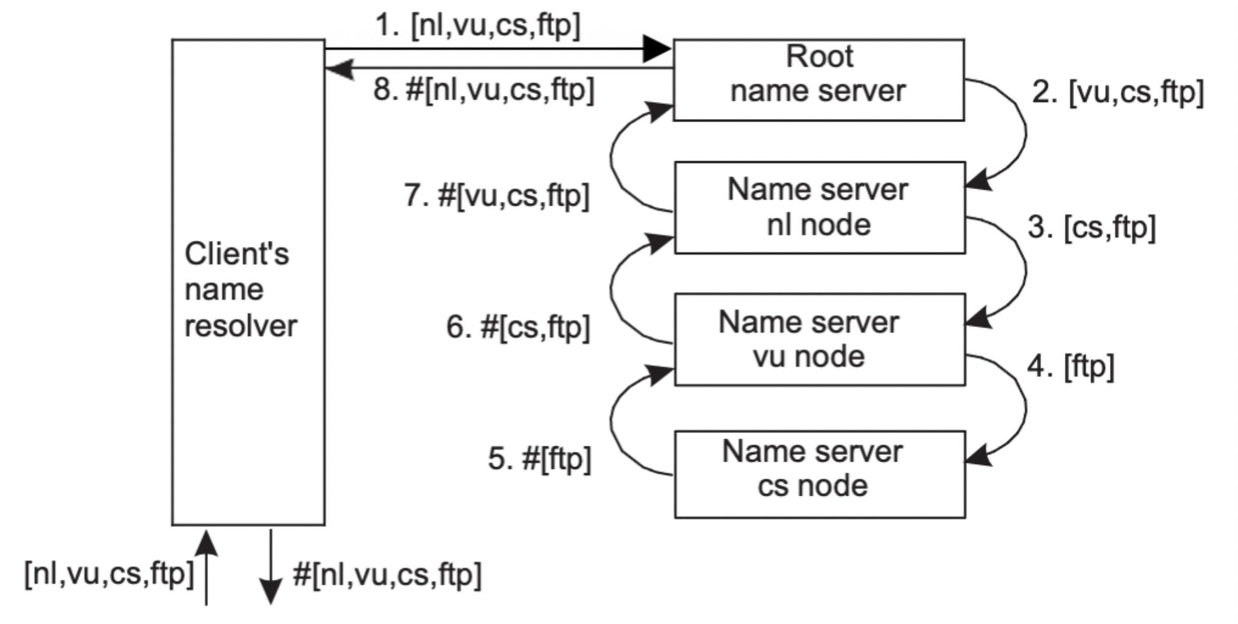 1. [nl,vu,cs,ftp]
8. #[nl,vu,cs,ftp]
Root
name server
2. [vu,cs,ftp]
7. #[vu,cs,ftp]
Name server
nl node
3. [cs,ftp]
Client's
name
resolver
6. #[cs,ftp]
Name server
vu node
4. [ftp]
5. #[ftp]
Name server
cs node
[nl,vu,cs,ftp]
#[nl,vu,cs,ftp]